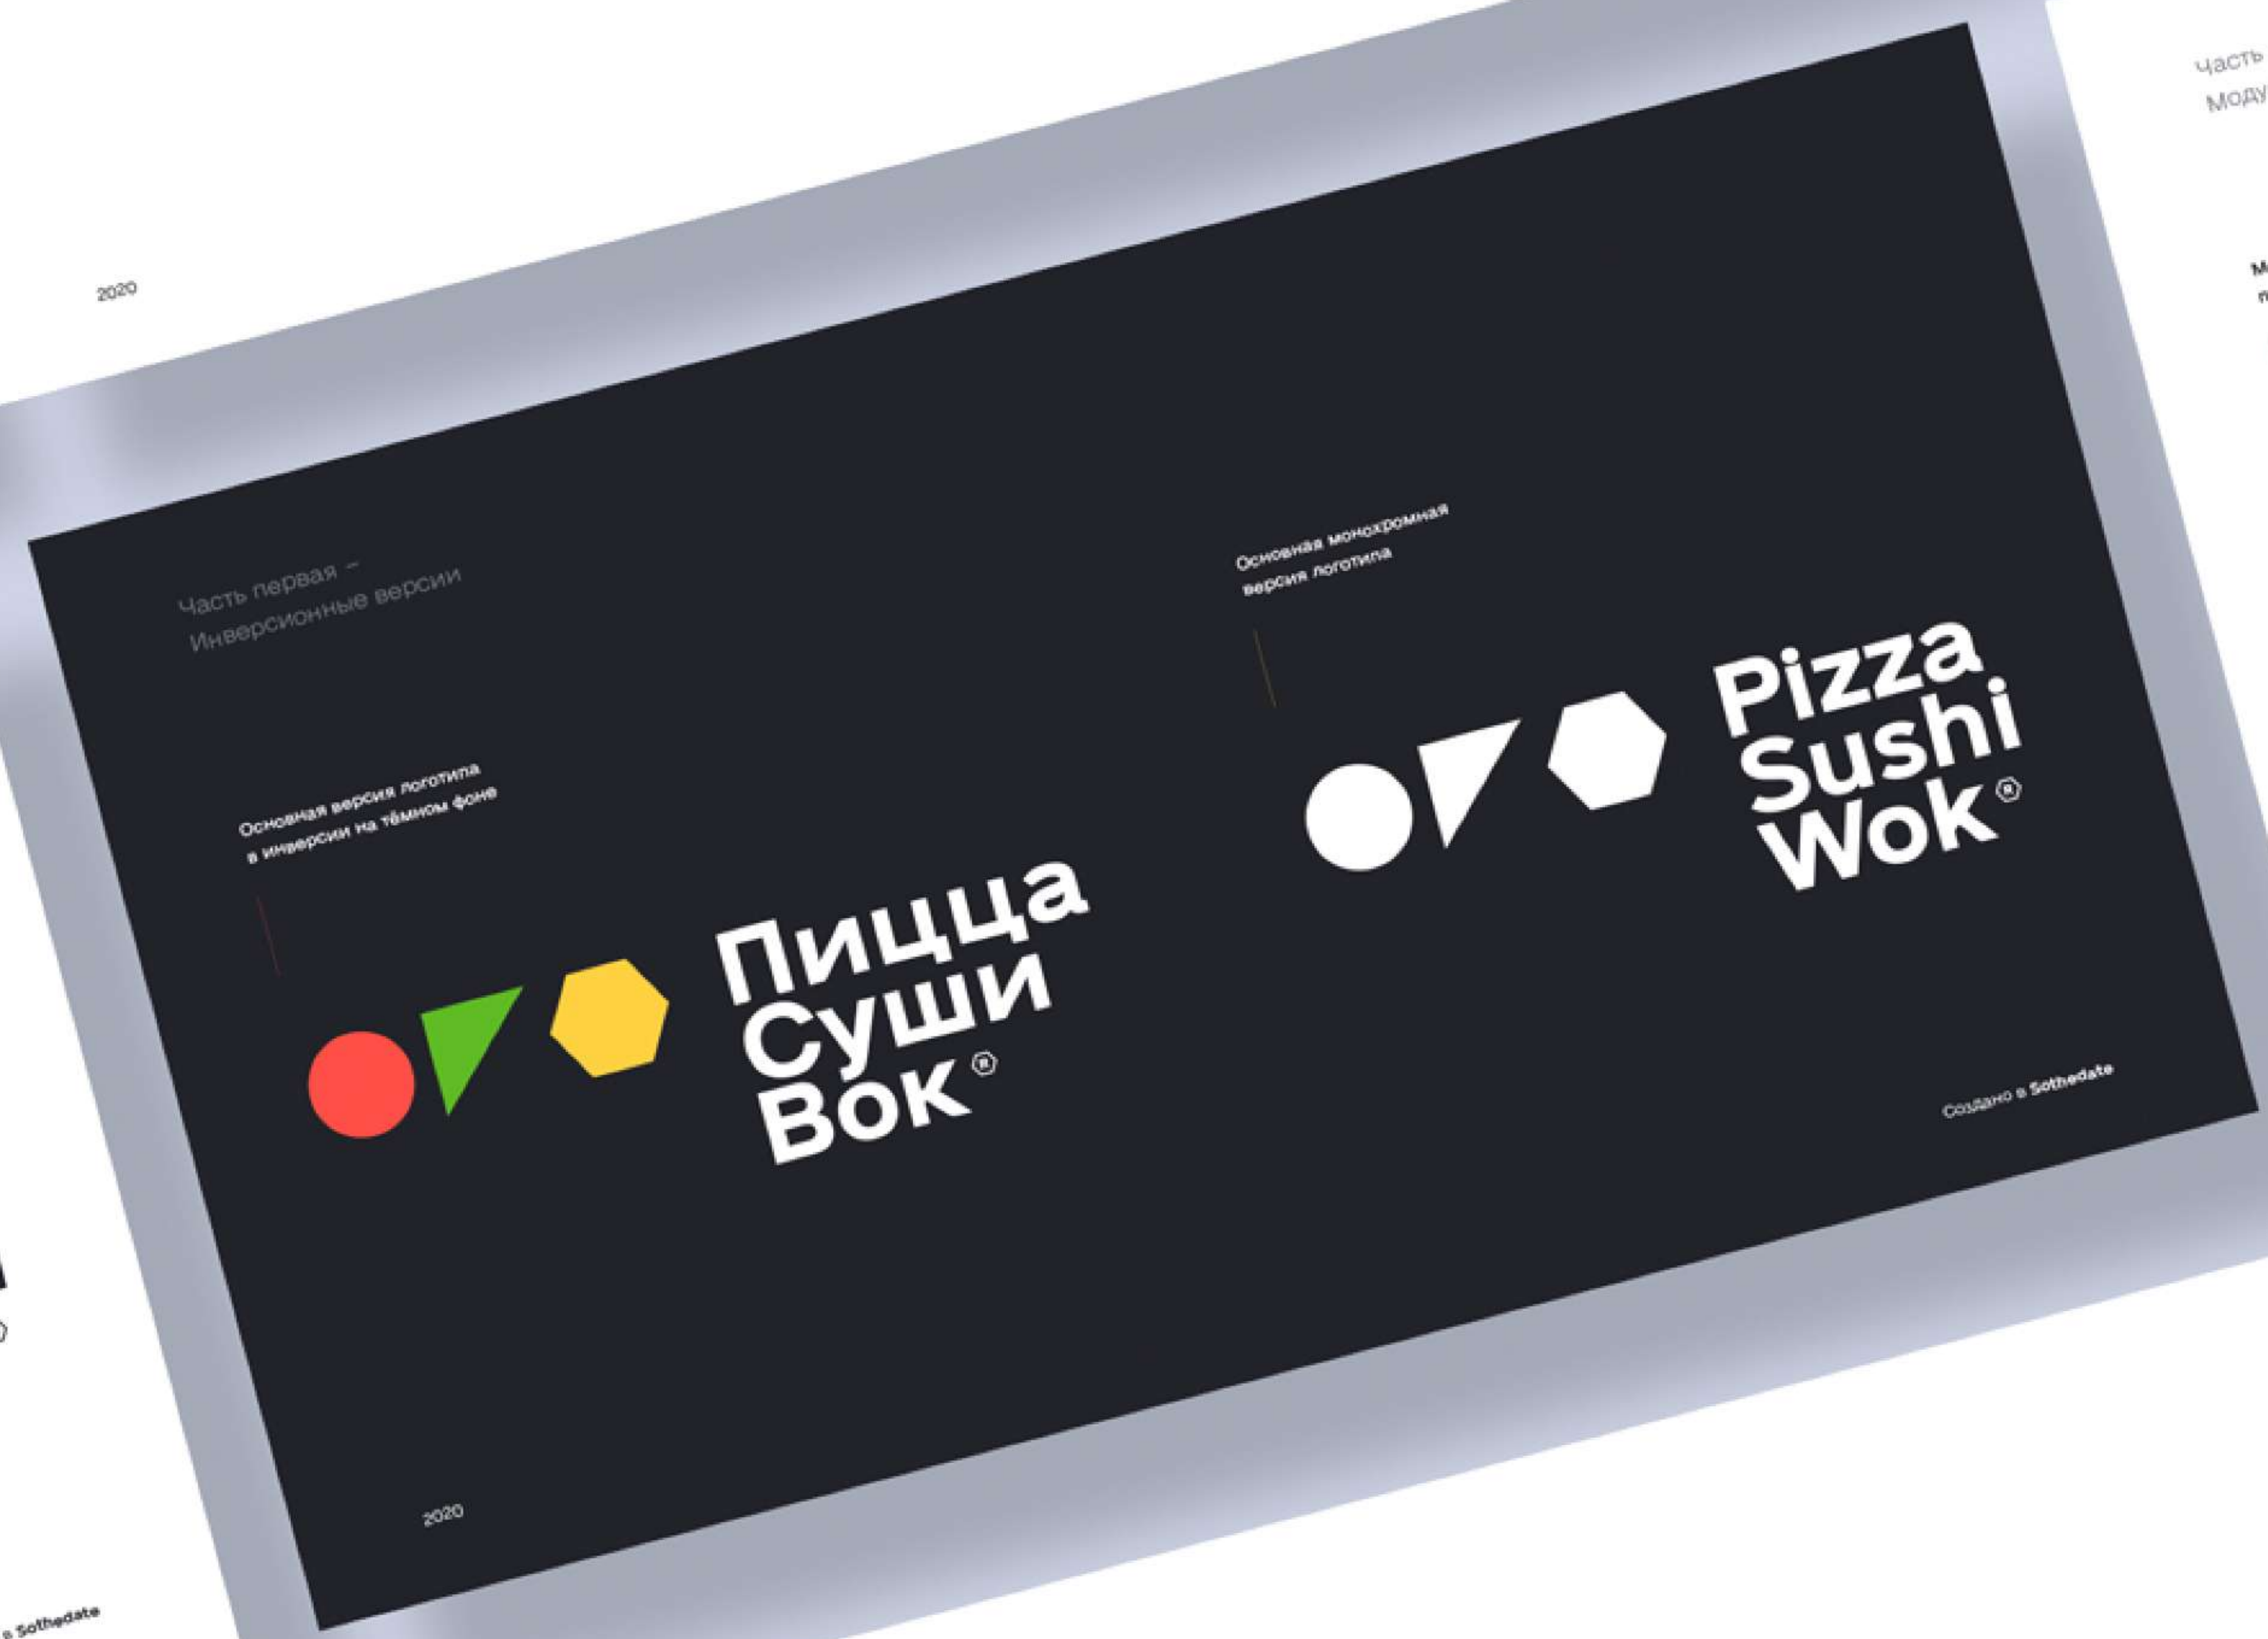 2020
Часть
Часть первая –
Инверсионные версии
Основная версия логотипа
в инверсии на тёмном фоне
Пицца
Суши
Вок ®
Основная монохромная
версия логотипа
Pizza
Sushi
Wok ®
2020
Создано в Sothedate
в Sothedate